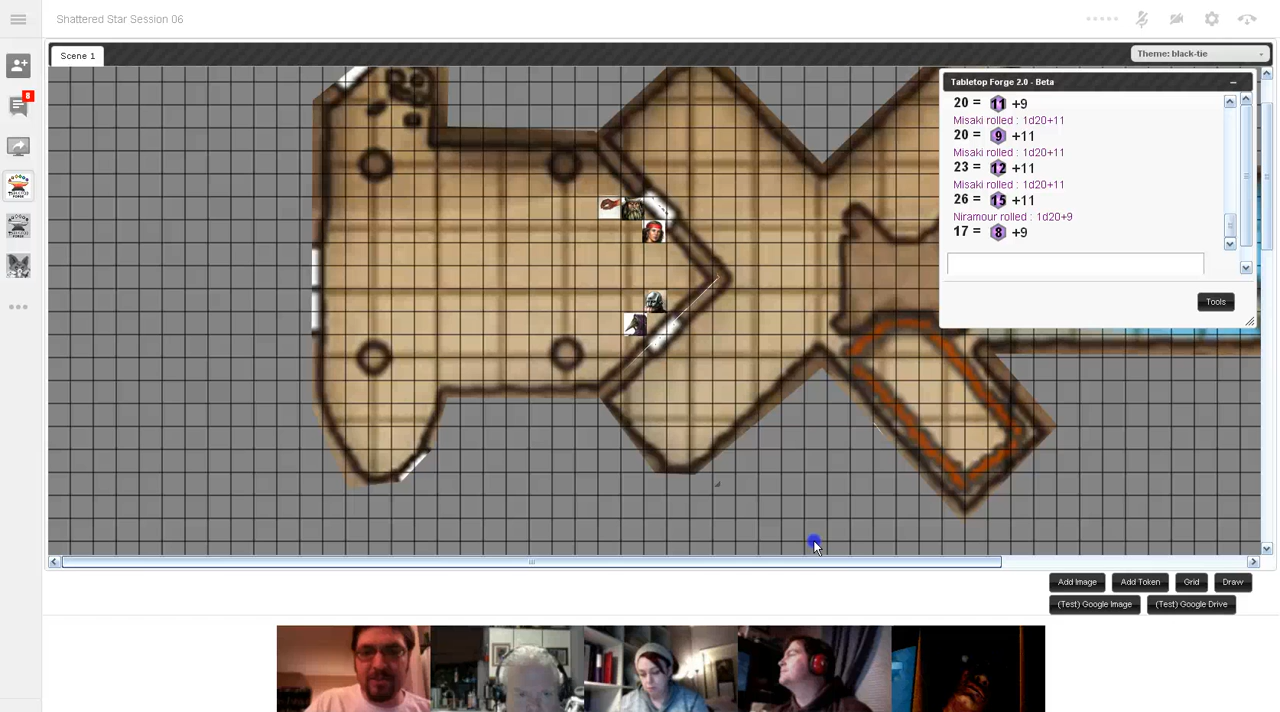 Shattered Star Session 06
8
Scene 1
Theme: black-tie
Tabletop Forge 2.0 - Beta
20 = 11 +9
Misaki rolled : 1d20+11
20 = 9 +11
Misaki rolled : 1d20+11
23 = 12 +11
Misaki rolled : 1d20+11
26 = 15 +11
Niramour rolled : 1d20+9
17 = 8 +9
Tools
Add Image
Add Token
Grid
Draw
(Test) Google Image
(Test) Google Drive